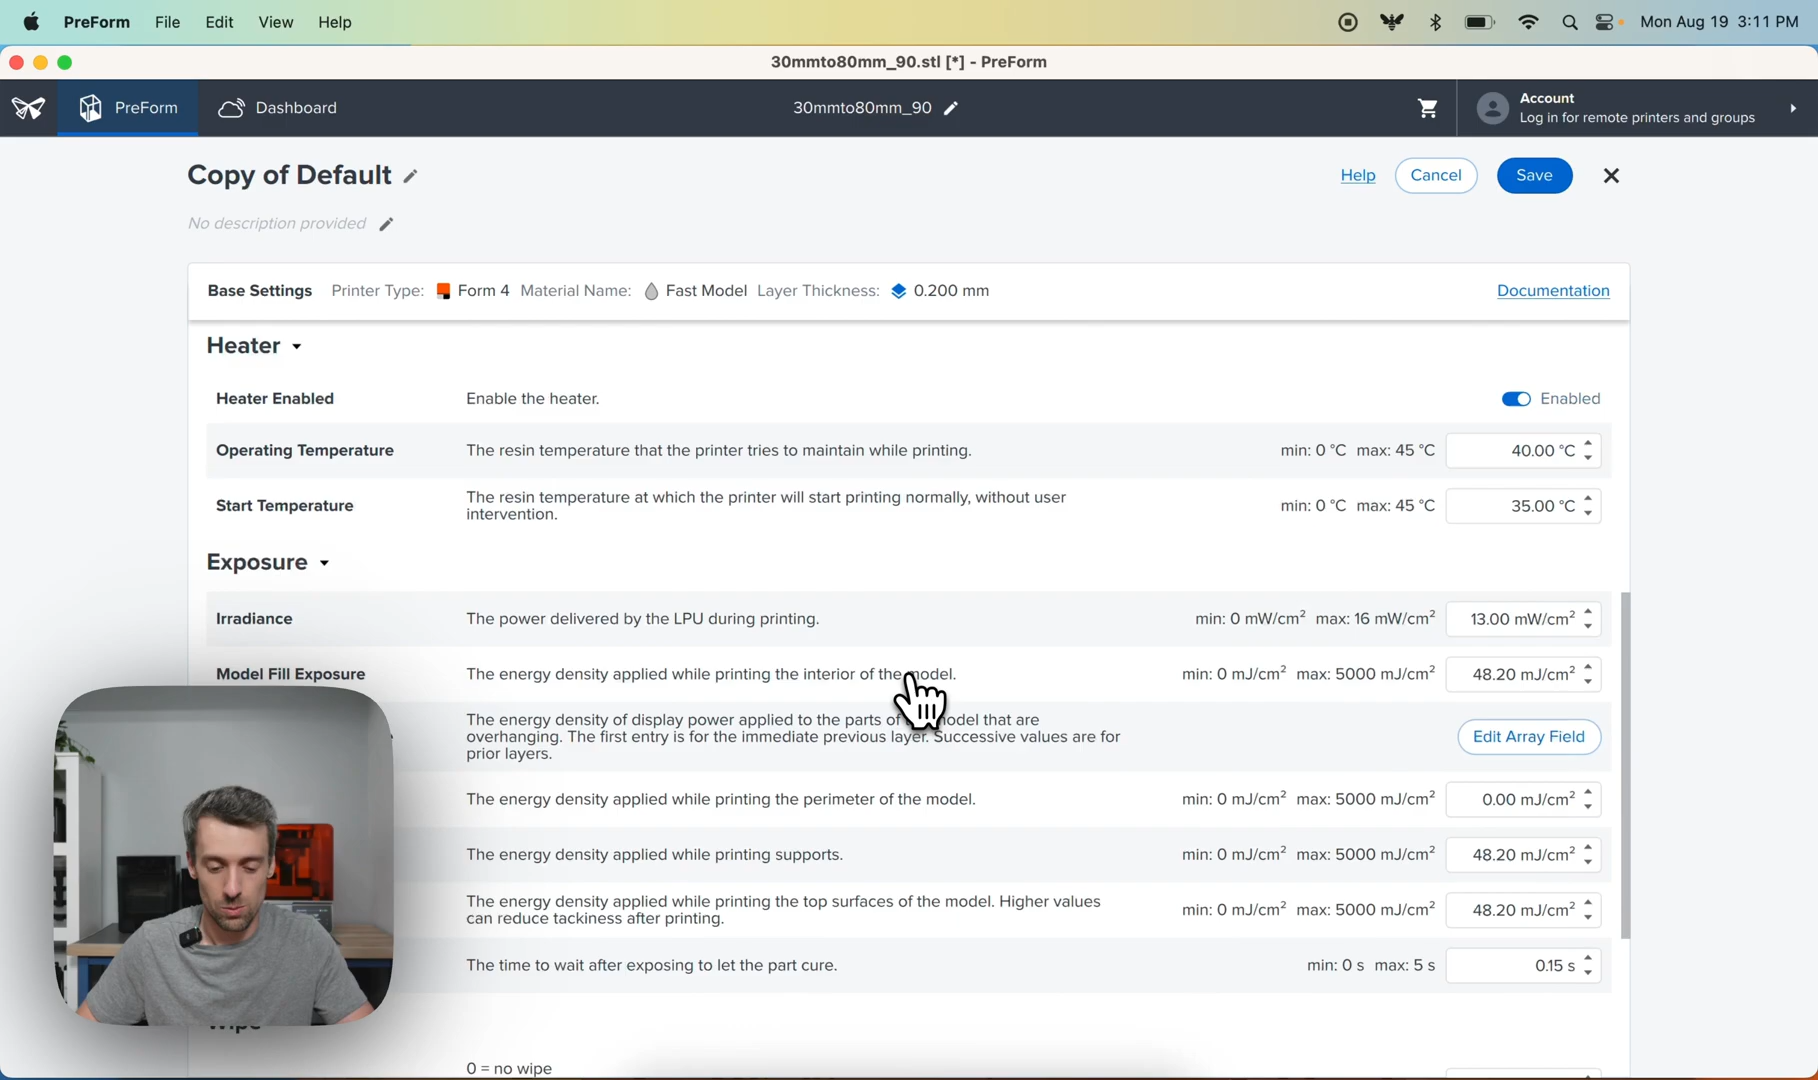 PreForm File Edit View Help Mon Aug 19 3:11 PM
30mmto80mm_90.stl [*] - PreForm
PreForm Dashboard 30mmto80mm_90 Account
Log in for remote printers and groups
Copy of Default Help Cancel Save
No description provided
Base Settings Printer Type: Form 4 Material Name: Fast Model Layer Thickness: 0.200 mm Documentation
Heater
Heater Enabled Enable the heater. Enabled
Operating Temperature The resin temperature that the printer tries to maintain while printing. min: 0 °C max: 45 °C 40.00 °C
Start Temperature The resin temperature at which the printer will start printing normally, without user
intervention. min: 0 °C max: 45 °C 35.00 °C
Exposure
Irradiance The power delivered by the LPU during printing. min: 0 mW/cm² max: 16 mW/cm² 13.00 mW/cm²
Model Fill Exposure The energy density applied while printing the interior of the model. min: 0 mJ/cm² max: 5000 mJ/cm² 48.20 mJ/cm²
The energy density of display power applied to the parts of model that are
overhanging. The first entry is for the immediate previous layer. Successive values are for
prior layers. Edit Array Field
The energy density applied while printing the perimeter of the model. min: 0 mJ/cm² max: 5000 mJ/cm² 0.00 mJ/cm²
The energy density applied while printing supports. min: 0 mJ/cm² max: 5000 mJ/cm² 48.20 mJ/cm²
The energy density applied while printing the top surfaces of the model. Higher values
can reduce tackiness after printing. min: 0 mJ/cm² max: 5000 mJ/cm² 48.20 mJ/cm²
The time to wait after exposing to let the part cure. min: 0 s max: 5 s 0.15 s
Wipe
0 = no wipe